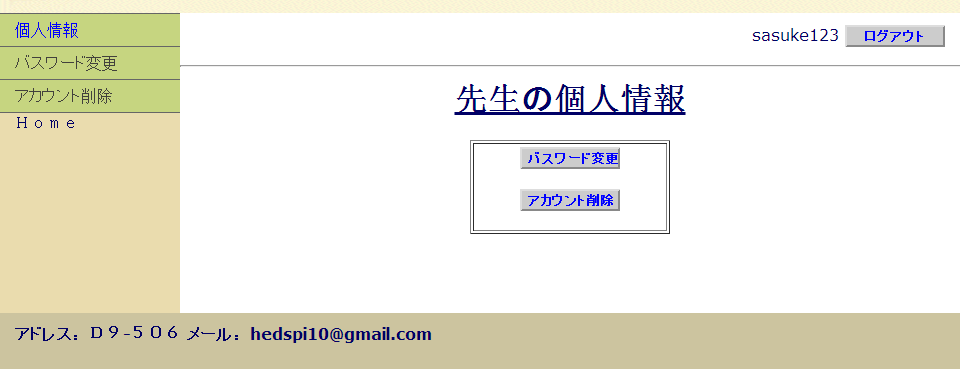 個人情報
パスワード変更
アカウント削除
Ｈｏｍｅ
sasuke123 ログアウト
先生の個人情報
パスワード変更
アカウント削除
アドレス：Ｄ９-５０６ メール：hedspi10@gmail.com